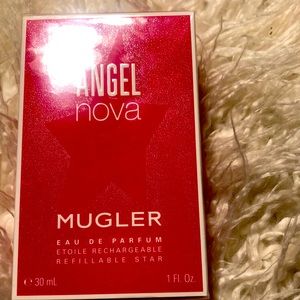 ANGEL
nova
MUGLER
EAU DE PARFUM
ETOILE RECHARGEABLE
REFILLABLE STAR
e 30 mL 1 Fl. Oz.